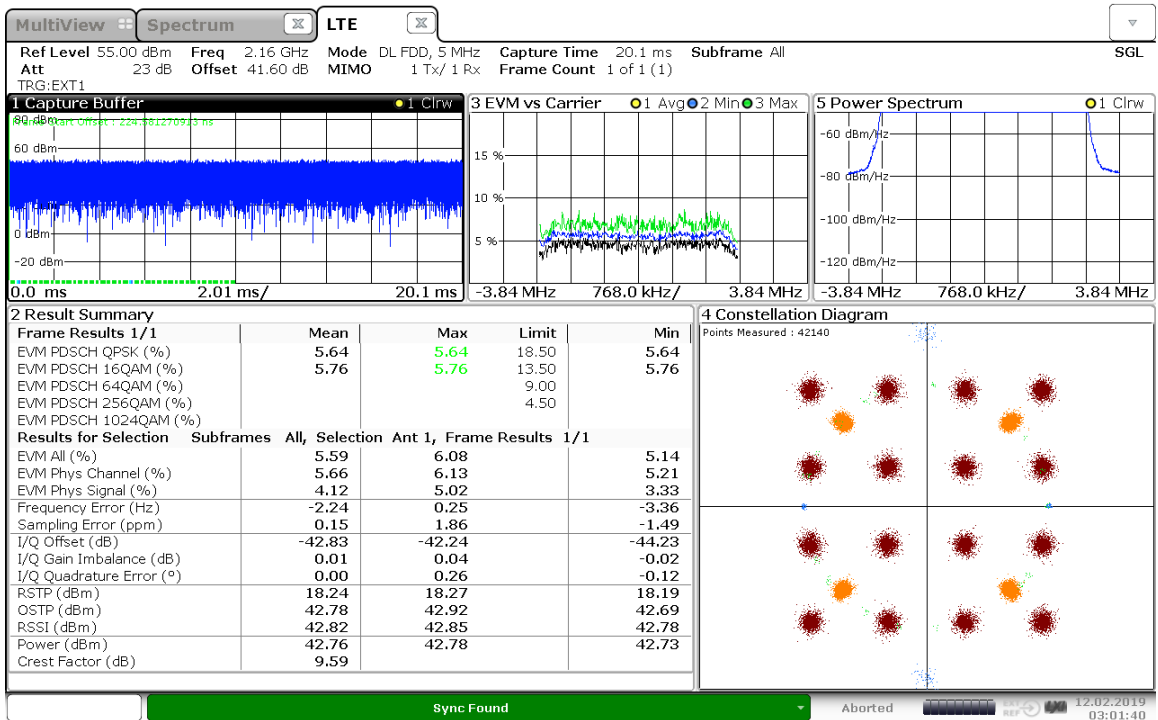 MultiView Spectrum LTE
Ref Level 55.00 dBm Freq 2.16 GHz Mode DL FDD, 5 MHz Capture Time 20.1 ms Subframe All SGL
Att 23 dB Offset 41.60 dB MIMO 1 Tx/ 1 Rx Frame Count 1 of 1 (1)
TRG:EXT1
1 Capture Buffer 1 Clrw
80 dBm
Frame Start Offset : 224.581270913 ns
60 dBm
0 dBm
-20 dBm
0.0 ms 2.01 ms/ 20.1 ms
3 EVM vs Carrier 1 Avg 2 Min 3 Max
15 %
10 %
5 %
-3.84 MHz 768.0 kHz/ 3.84 MHz
5 Power Spectrum 1 Clrw
-60 dBm/Hz
-80 dBm/Hz
-100 dBm/Hz
-120 dBm/Hz
-3.84 MHz 768.0 kHz/ 3.84 MHz
2 Result Summary
Frame Results 1/1 Mean Max Limit Min
EVM PDSCH QPSK (%) 5.64 5.64 18.50 5.64
EVM PDSCH 16QAM (%) 5.76 5.76 13.50 5.76
EVM PDSCH 64QAM (%) 9.00
EVM PDSCH 256QAM (%) 4.50
EVM PDSCH 1024QAM (%)
Results for Selection Subframes All, Selection Ant 1, Frame Results 1/1
EVM All (%) 5.59 6.08 5.14
EVM Phys Channel (%) 5.66 6.13 5.21
EVM Phys Signal (%) 4.12 5.02 3.33
Frequency Error (Hz) -2.24 0.25 -3.36
Sampling Error (ppm) 0.15 1.86 -1.49
I/Q Offset (dB) -42.83 -42.24 -44.23
I/Q Gain Imbalance (dB) 0.01 0.04 -0.02
I/Q Quadrature Error (°) 0.00 0.26 -0.12
RSTP (dBm) 18.24 18.27 18.19
OSTP (dBm) 42.78 42.92 42.69
RSSI (dBm) 42.82 42.85 42.78
Power (dBm) 42.76 42.78 42.73
Crest Factor (dB) 9.59
4 Constellation Diagram
Points Measured : 42140
Sync Found
Aborted
EXT
REF
12.02.2019
03:01:40